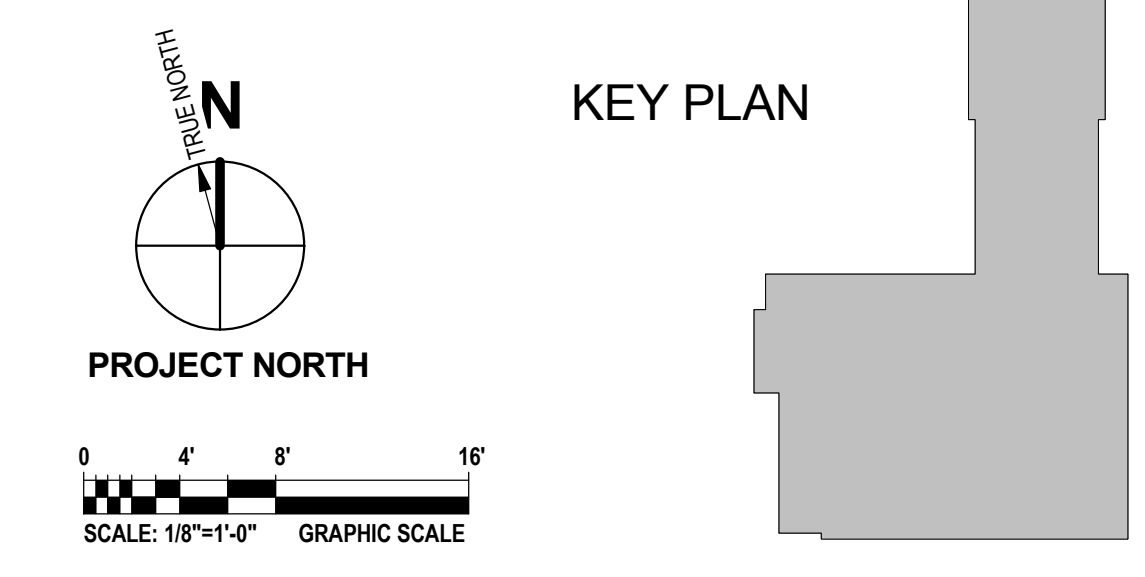 TRUE NORTH
N
KEY PLAN
PROJECT NORTH
0 4' 8' 16'
SCALE: 1/8"=1'-0" GRAPHIC SCALE